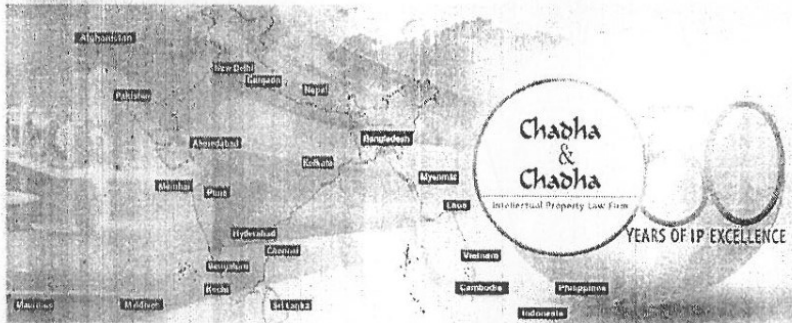 Afghanistan
New Delhi
Gurgaon
Nepal
Pakistan
Ahmedabad
Bangladesh
Kolkata
Mumbai
Pune
Myanmar
Laos
Hyderabad
Chennai
Bengaluru
Kochi
Vietnam
Cambodia
Philippines
Mauritius
Maldives
Sri Lanka
Indonesia
Chadha
&
Chadha
Intellectual Property Law Firm
YEARS OF IP EXCELLENCE